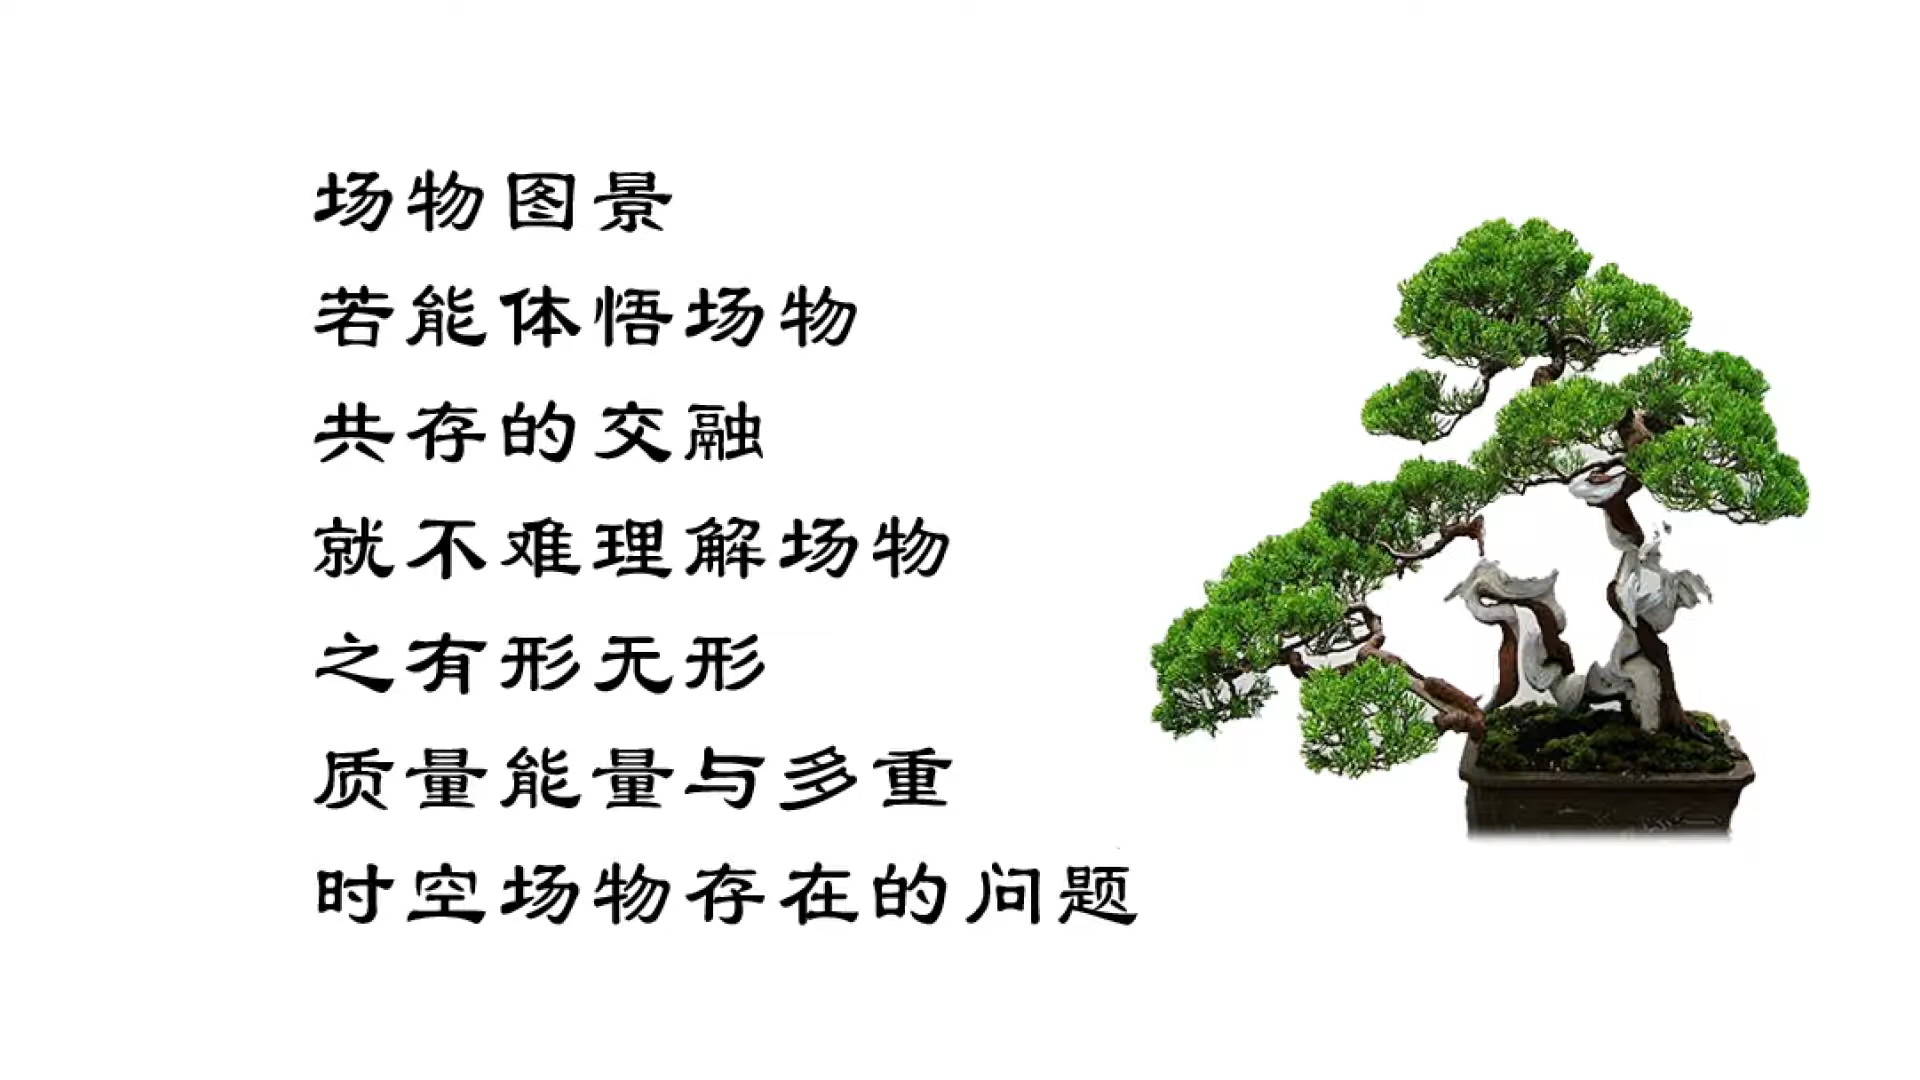 场物图景
若能体悟场物
共存的交融
就不难理解场物
之有形无形
质量能量与多重
时空场物存在的问题